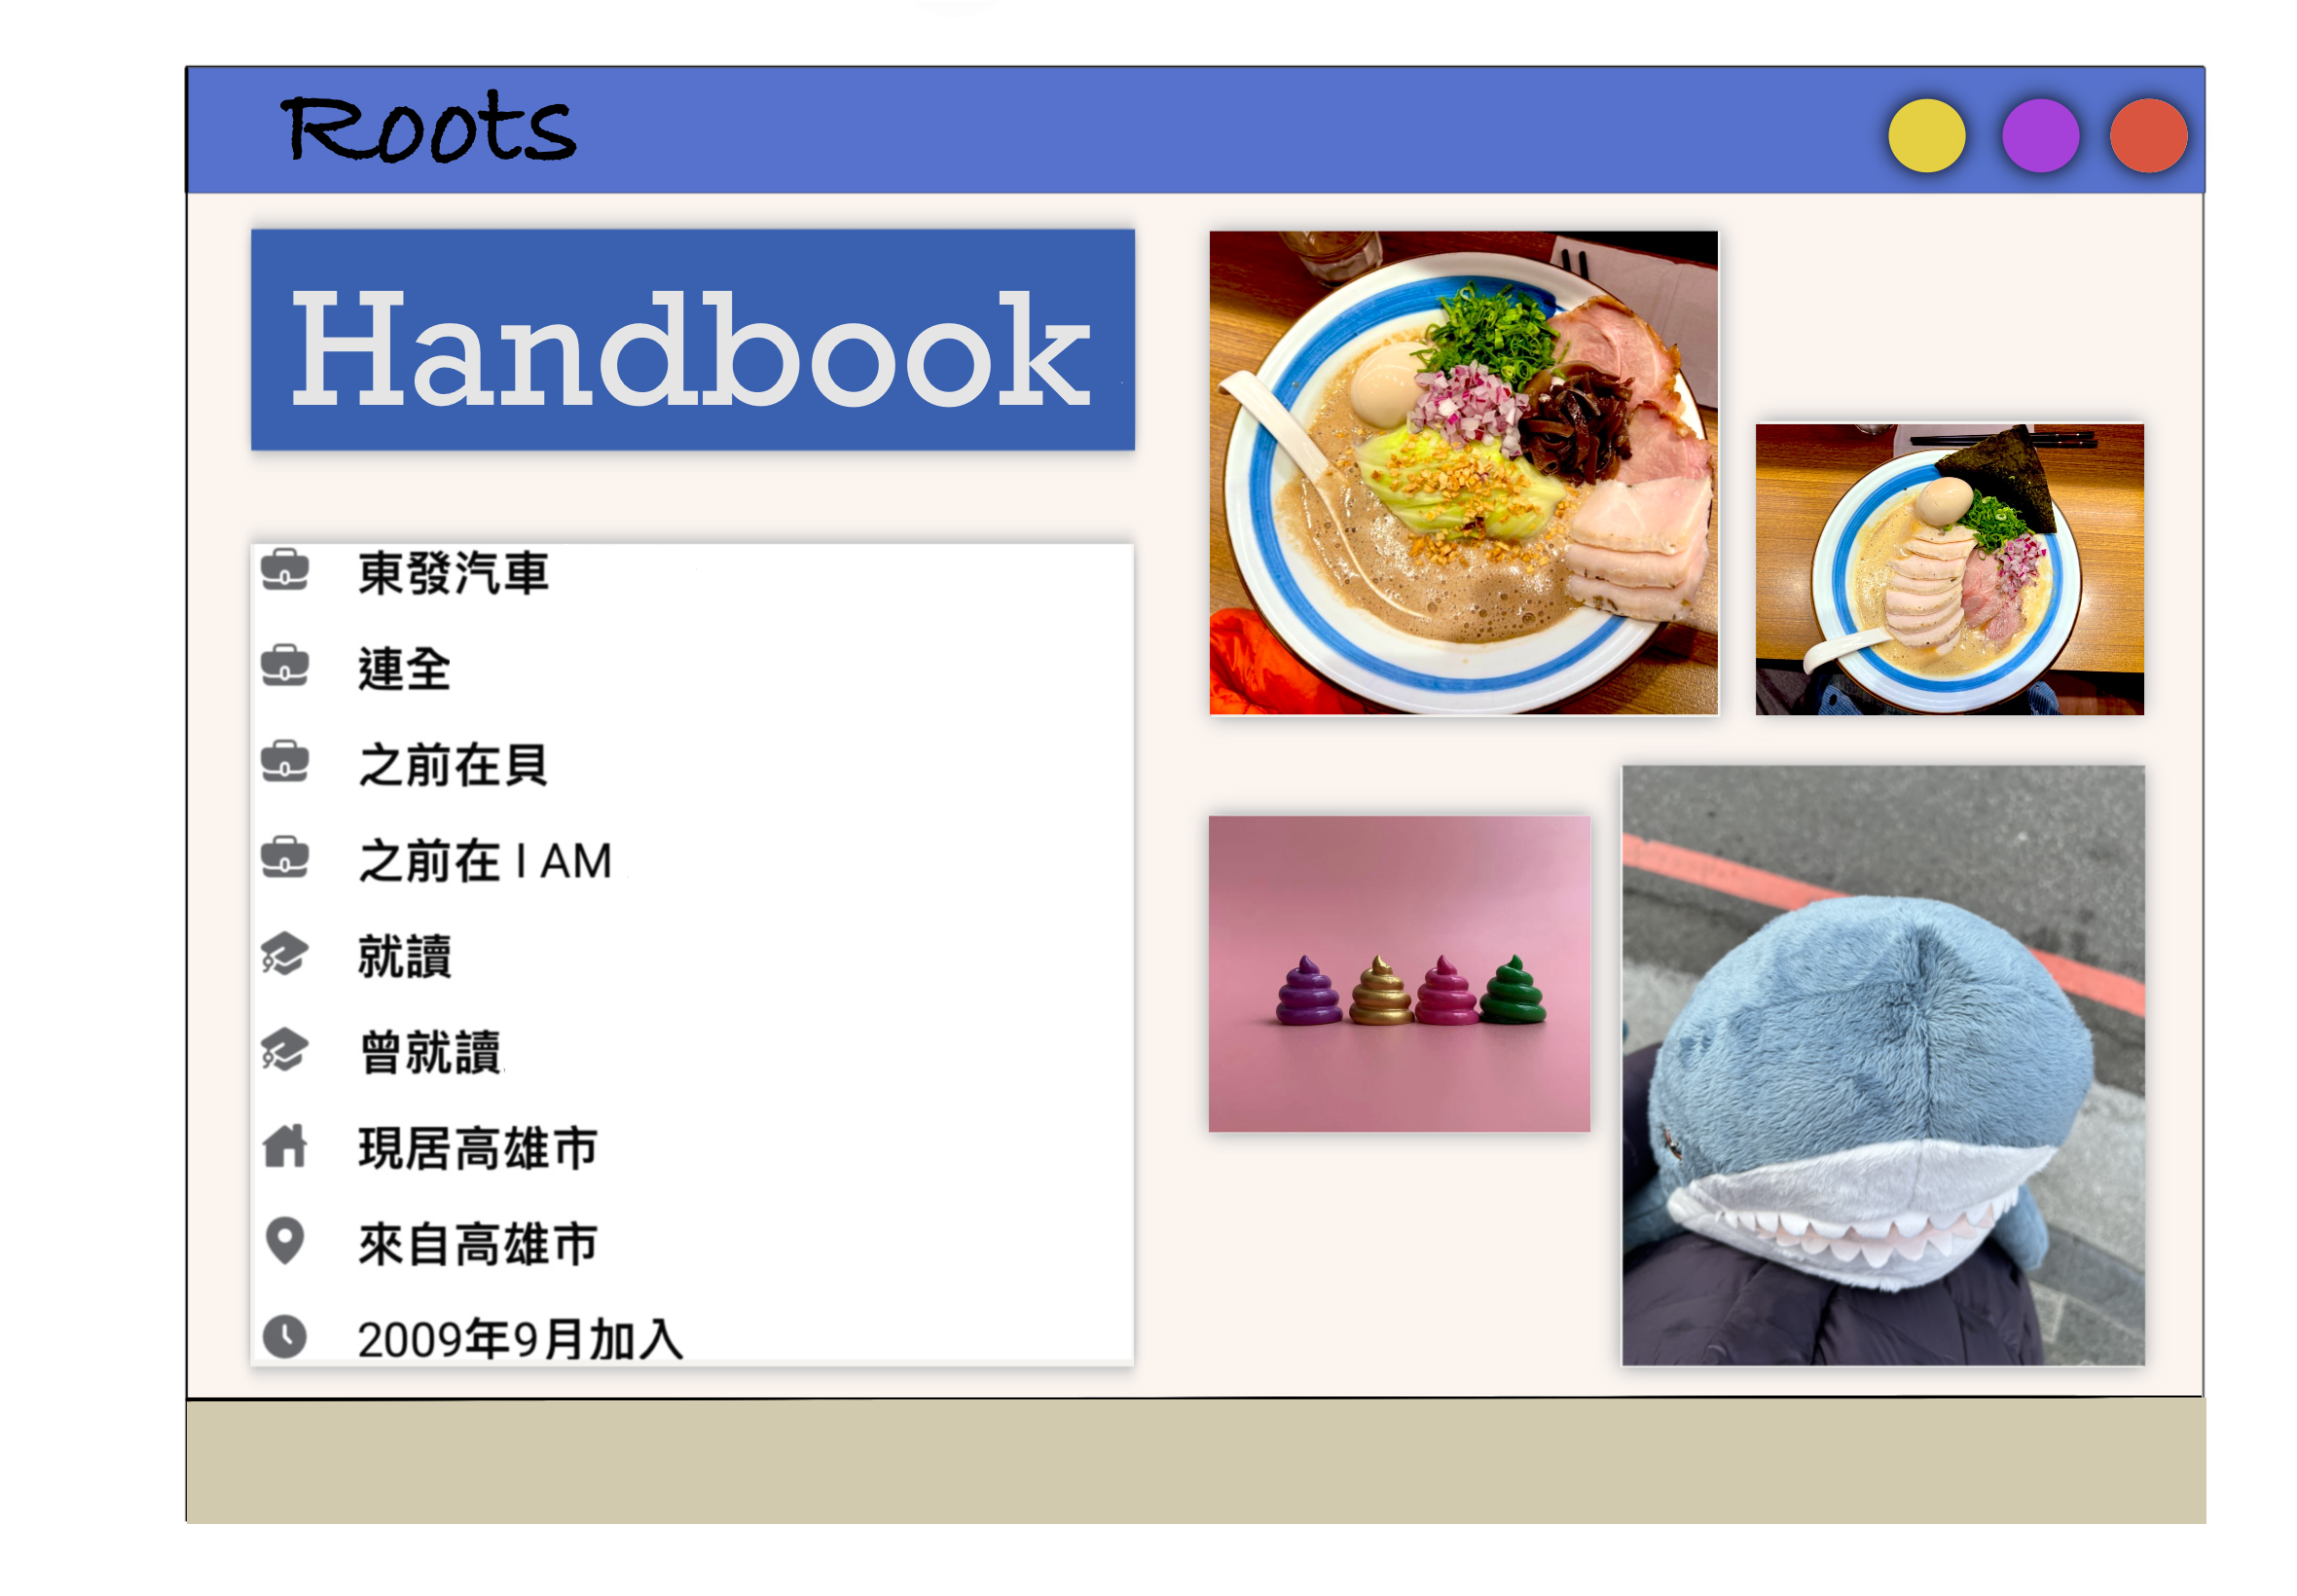 Roots
Handbook
東發汽車
連全
之前在貝
之前在 I AM
就讀
曾就讀
現居高雄市
來自高雄市
2009年9月加入